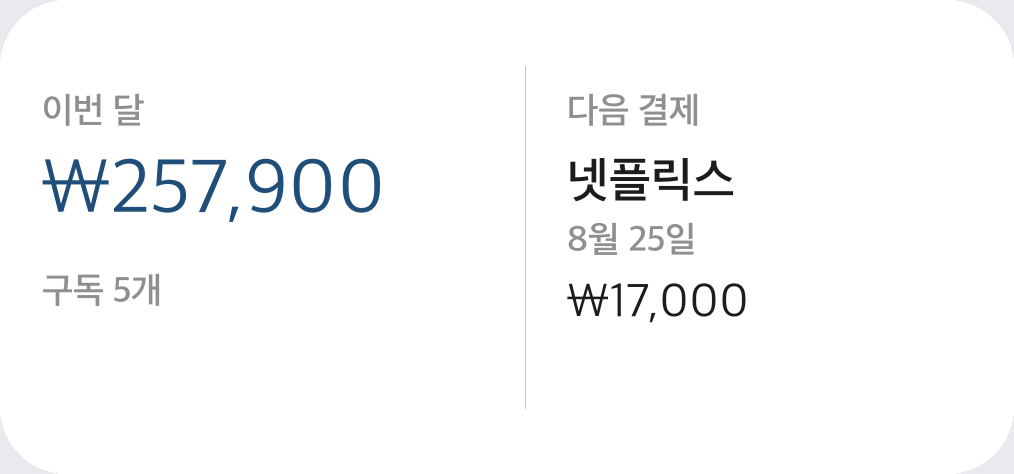 이번 달
₩257,900
구독 5개
다음 결제
넷플릭스
8월 25일
₩17,000